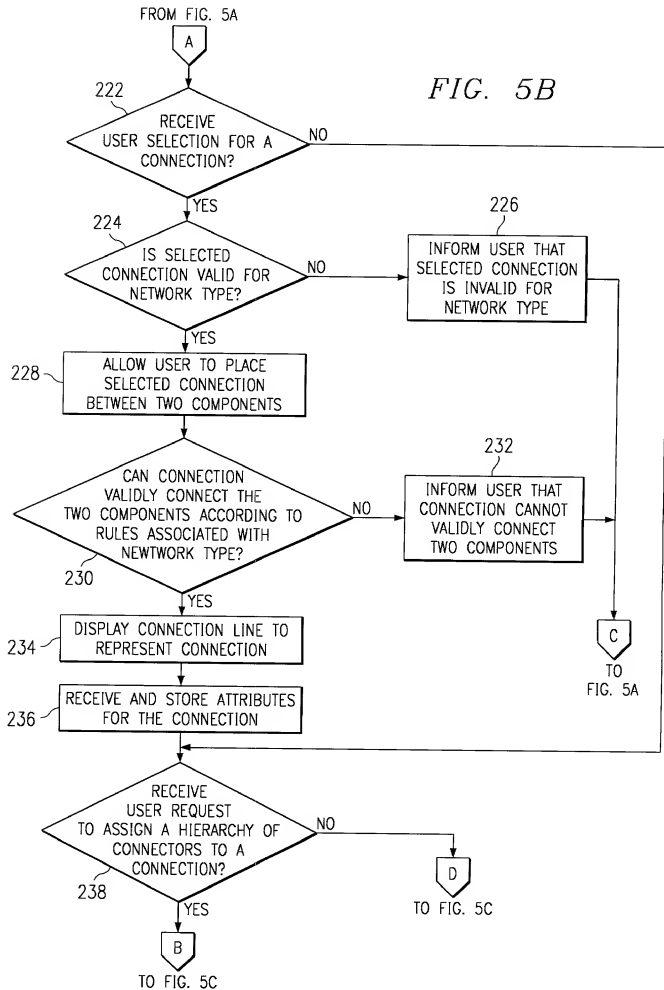 FROM FIG. 5A
A
FIG. 5B
222
RECEIVE
USER SELECTION FOR A
CONNECTION?
NO
YES
224
IS SELECTED
CONNECTION VALID FOR
NETWORK TYPE?
NO
226
INFORM USER THAT
SELECTED CONNECTION
IS INVALID FOR
NETWORK TYPE
YES
228
ALLOW USER TO PLACE
SELECTED CONNECTION
BETWEEN TWO COMPONENTS
CAN CONNECTION
VALIDLY CONNECT THE
TWO COMPONENTS ACCORDING TO
RULES ASSOCIATED WITH
NEWTWORK TYPE?
230
NO
232
INFORM USER THAT
CONNECTION CANNOT
VALIDLY CONNECT
TWO COMPONENTS
YES
234
DISPLAY CONNECTION LINE TO
REPRESENT CONNECTION
C
TO
FIG. 5A
236
RECEIVE AND STORE ATTRIBUTES
FOR THE CONNECTION
RECEIVE
USER REQUEST
TO ASSIGN A HIERARCHY OF
CONNECTORS TO A
CONNECTION?
238
NO
D
TO FIG. 5C
YES
B
TO FIG. 5C